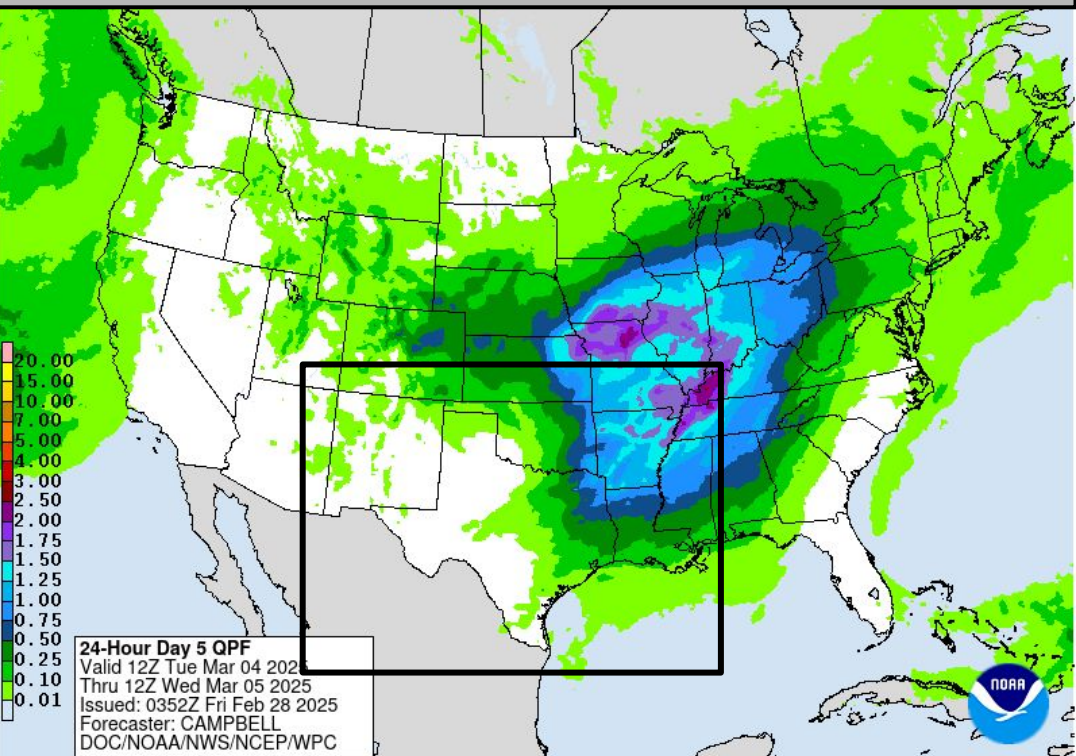 20.00
15.00
10.00
7.00
5.00
4.00
3.00
2.50
2.00
1.75
1.50
1.25
1.00
0.75
0.50
0.25
0.10
0.01
24-Hour Day 5 QPF
Valid 12Z Tue Mar 04 2025
Thru 12Z Wed Mar 05 2025
Issued: 0352Z Fri Feb 28 2025
Forecaster: CAMPBELL
DOC/NOAA/NWS/NCEP/WPC
NOAA